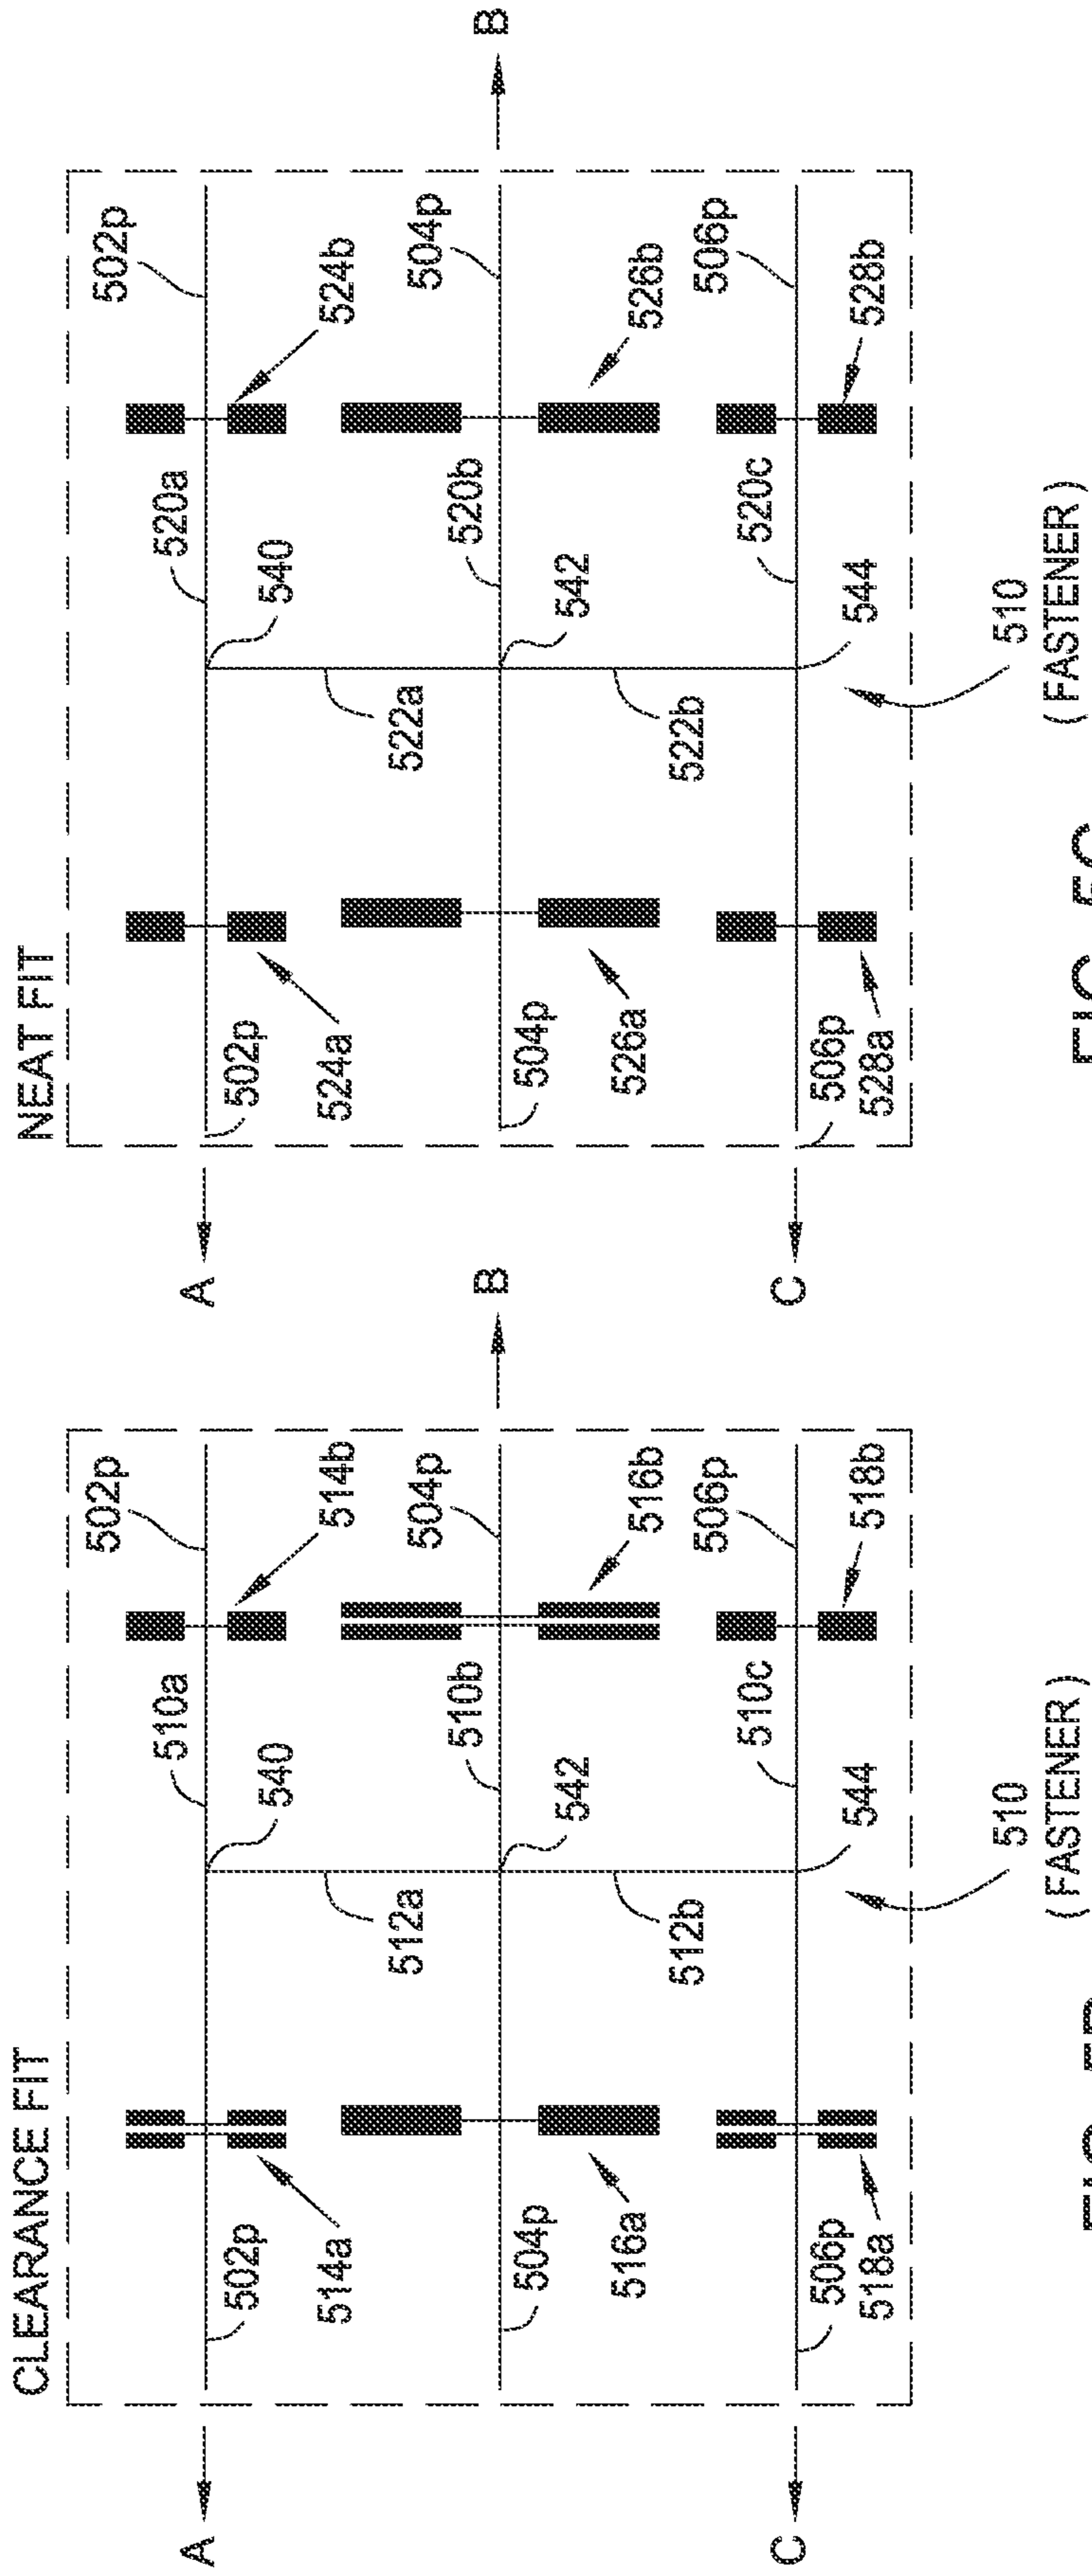 NEAT FIT
B
502p
524b
504p
526b
506p
528b
520a
540
520b
542
520c
544
522a
522b
510
( FASTENER )
502p
524a
504p
526a
506p
528a
A
C
CLEARANCE FIT
B
502p
514b
504p
516b
506p
518b
510a
540
510b
542
510c
544
512a
512b
510
( FASTENER )
502p
514a
504p
516a
506p
518a
A
C